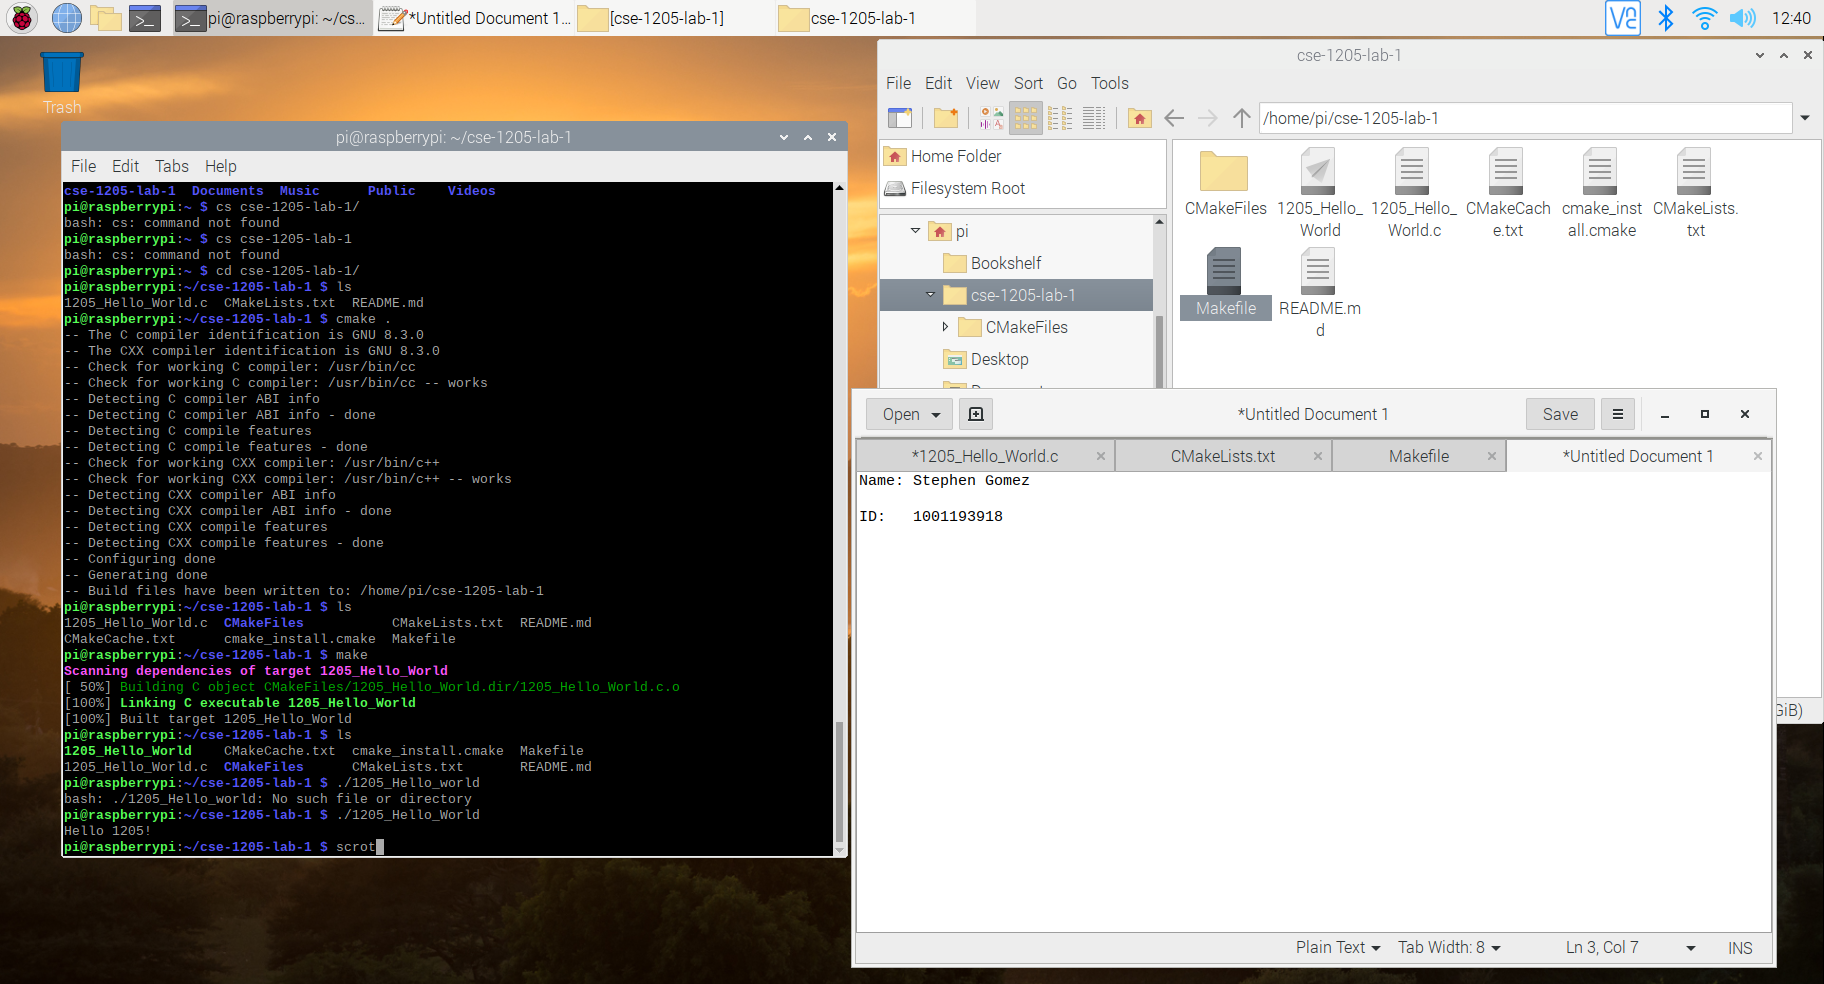 pi@raspberrypi: ~/cs...
*Untitled Document 1...
[cse-1205-lab-1]
cse-1205-lab-1
12:40
Trash
pi@raspberrypi: ~/cse-1205-lab-1
File Edit Tabs Help
cse-1205-lab-1  Documents  Music      Public    Videos
pi@raspberrypi:~ $ cs cse-1205-lab-1/
bash: cs: command not found
pi@raspberrypi:~ $ cs cse-1205-lab-1
bash: cs: command not found
pi@raspberrypi:~ $ cd cse-1205-lab-1/
pi@raspberrypi:~/cse-1205-lab-1 $ ls
1205_Hello_World.c  CMakeLists.txt  README.md
pi@raspberrypi:~/cse-1205-lab-1 $ cmake .
-- The C compiler identification is GNU 8.3.0
-- The CXX compiler identification is GNU 8.3.0
-- Check for working C compiler: /usr/bin/cc
-- Check for working C compiler: /usr/bin/cc -- works
-- Detecting C compiler ABI info
-- Detecting C compiler ABI info - done
-- Detecting C compile features
-- Detecting C compile features - done
-- Check for working CXX compiler: /usr/bin/c++
-- Check for working CXX compiler: /usr/bin/c++ -- works
-- Detecting CXX compiler ABI info
-- Detecting CXX compiler ABI info - done
-- Detecting CXX compile features
-- Detecting CXX compile features - done
-- Configuring done
-- Generating done
-- Build files have been written to: /home/pi/cse-1205-lab-1
pi@raspberrypi:~/cse-1205-lab-1 $ ls
1205_Hello_World.c  CMakeFiles           CMakeLists.txt  README.md
CMakeCache.txt      cmake_install.cmake  Makefile
pi@raspberrypi:~/cse-1205-lab-1 $ make
Scanning dependencies of target 1205_Hello_World
[ 50%] Building C object CMakeFiles/1205_Hello_World.dir/1205_Hello_World.c.o
[100%] Linking C executable 1205_Hello_World
[100%] Built target 1205_Hello_World
pi@raspberrypi:~/cse-1205-lab-1 $ ls
1205_Hello_World    CMakeCache.txt  cmake_install.cmake  Makefile
1205_Hello_World.c  CMakeFiles      CMakeLists.txt       README.md
pi@raspberrypi:~/cse-1205-lab-1 $ ./1205_Hello_world
bash: ./1205_Hello_world: No such file or directory
pi@raspberrypi:~/cse-1205-lab-1 $ ./1205_Hello_World
Hello 1205!
pi@raspberrypi:~/cse-1205-lab-1 $ scrot
cse-1205-lab-1
File Edit View Sort Go Tools
/home/pi/cse-1205-lab-1
Home Folder
Filesystem Root
pi
Bookshelf
cse-1205-lab-1
CMakeFiles
Desktop
CMakeFiles 1205_Hello_ 1205_Hello_ CMakeCach cmake_inst CMakeLists.
World World.c e.txt all.cmake txt
Makefile README.m
d
GiB)
Open *Untitled Document 1 Save
*1205_Hello_World.c CMakeLists.txt Makefile *Untitled Document 1
Name: Stephen Gomez
ID:   1001193918
Plain Text Tab Width: 8 Ln 3, Col 7 INS